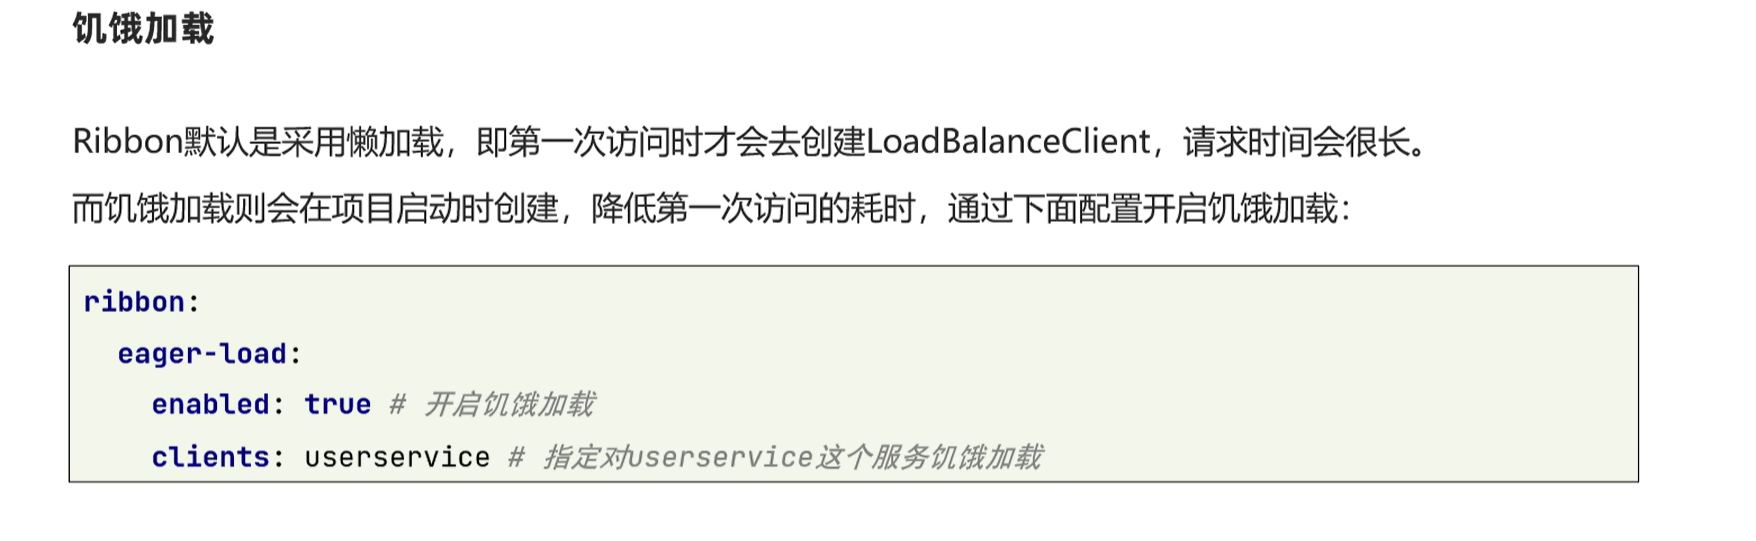 饥饿加载
Ribbon默认是采用懒加载，即第一次访问时才会去创建LoadBalanceClient，请求时间会很长。
而饥饿加载则会在项目启动时创建，降低第一次访问的耗时，通过下面配置开启饥饿加载：
ribbon:
  eager-load:
    enabled: true # 开启饥饿加载
    clients: userservice # 指定对userservice这个服务饥饿加载